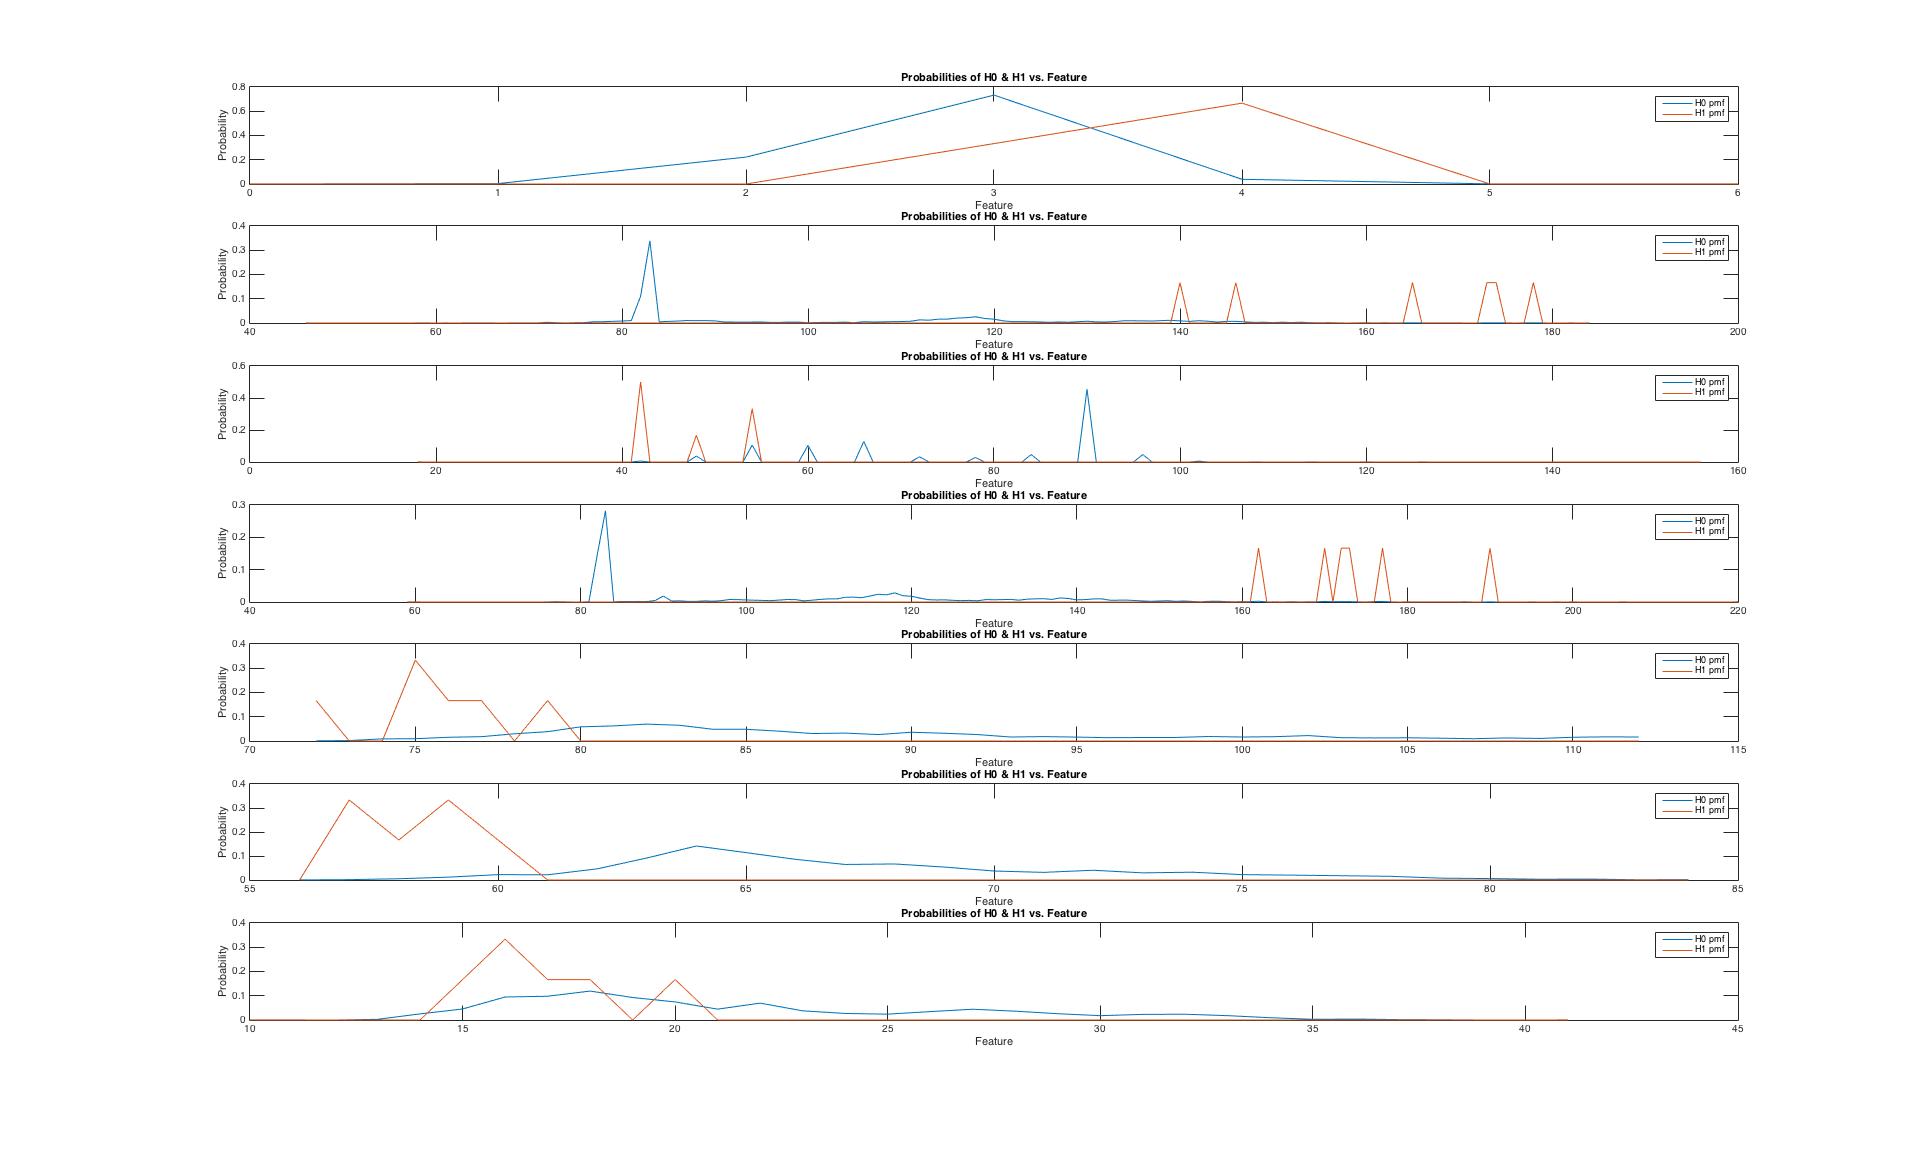 Probabilities of H0 & H1 vs. Feature
0.8
0.6
0.4
0.2
0
Probability
H0 pmf
H1 pmf
0 1 2 3 4 5 6
Feature
Probabilities of H0 & H1 vs. Feature
0.4
0.3
0.2
0.1
0
Probability
H0 pmf
H1 pmf
40 60 80 100 120 140 160 180 200
Feature
Probabilities of H0 & H1 vs. Feature
0.6
0.4
0.2
0
Probability
H0 pmf
H1 pmf
0 20 40 60 80 100 120 140 160
Feature
Probabilities of H0 & H1 vs. Feature
0.3
0.2
0.1
0
Probability
H0 pmf
H1 pmf
40 60 80 100 120 140 160 180 200 220
Feature
Probabilities of H0 & H1 vs. Feature
0.4
0.3
0.2
0.1
0
Probability
H0 pmf
H1 pmf
70 75 80 85 90 95 100 105 110 115
Feature
Probabilities of H0 & H1 vs. Feature
0.4
0.3
0.2
0.1
0
Probability
H0 pmf
H1 pmf
55 60 65 70 75 80 85
Feature
Probabilities of H0 & H1 vs. Feature
0.4
0.3
0.2
0.1
0
Probability
H0 pmf
H1 pmf
10 15 20 25 30 35 40 45
Feature